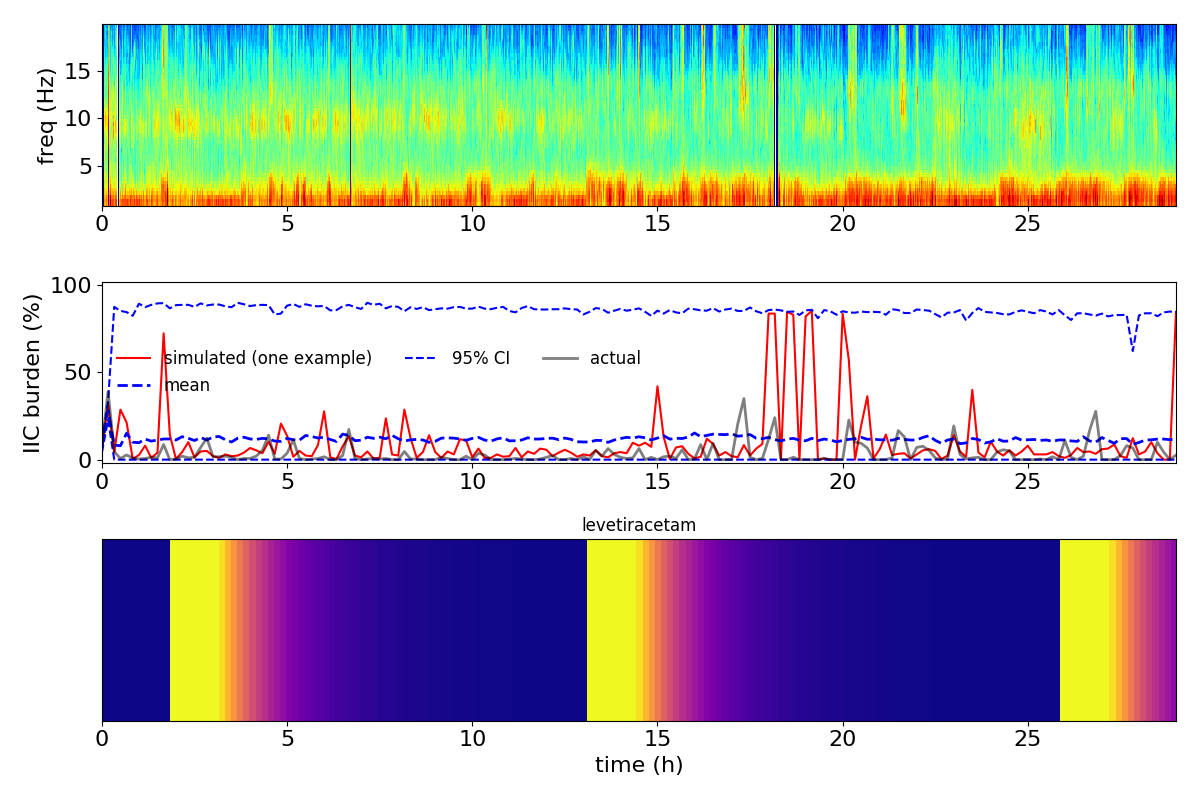 freq (Hz)
15
10
5
0 5 10 15 20 25
IIC burden (%)
100
50
0
simulated (one example) 95% CI actual
mean
0 5 10 15 20 25
levetiracetam
0 5 10 15 20 25
time (h)